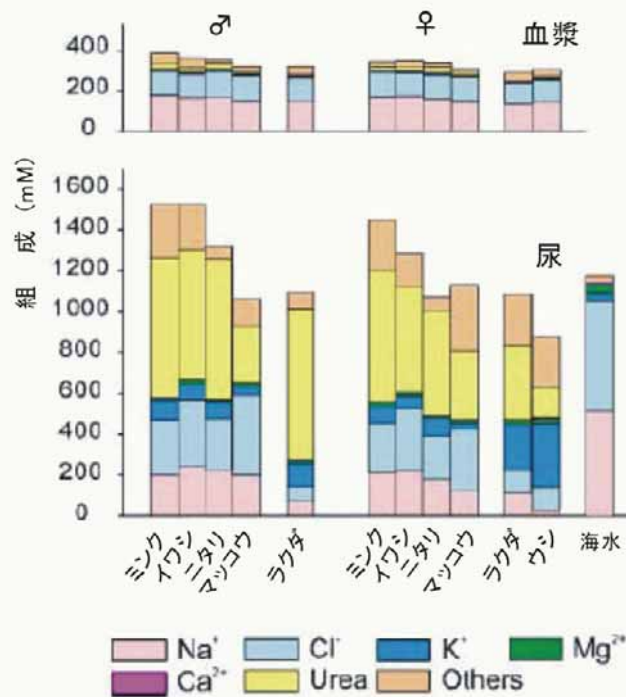 ♂ ♀ 血漿
400
200
0
組成 (mM)
尿
1600
1400
1200
1000
800
600
400
200
0
ミンク イワシ ニタリ マッコウ ラクダ ミンク イワシ ニタリ マッコウ ラクダ ウシ 海水
Na⁺ Cl⁻ K⁺ Mg²⁺
Ca²⁺ Urea Others